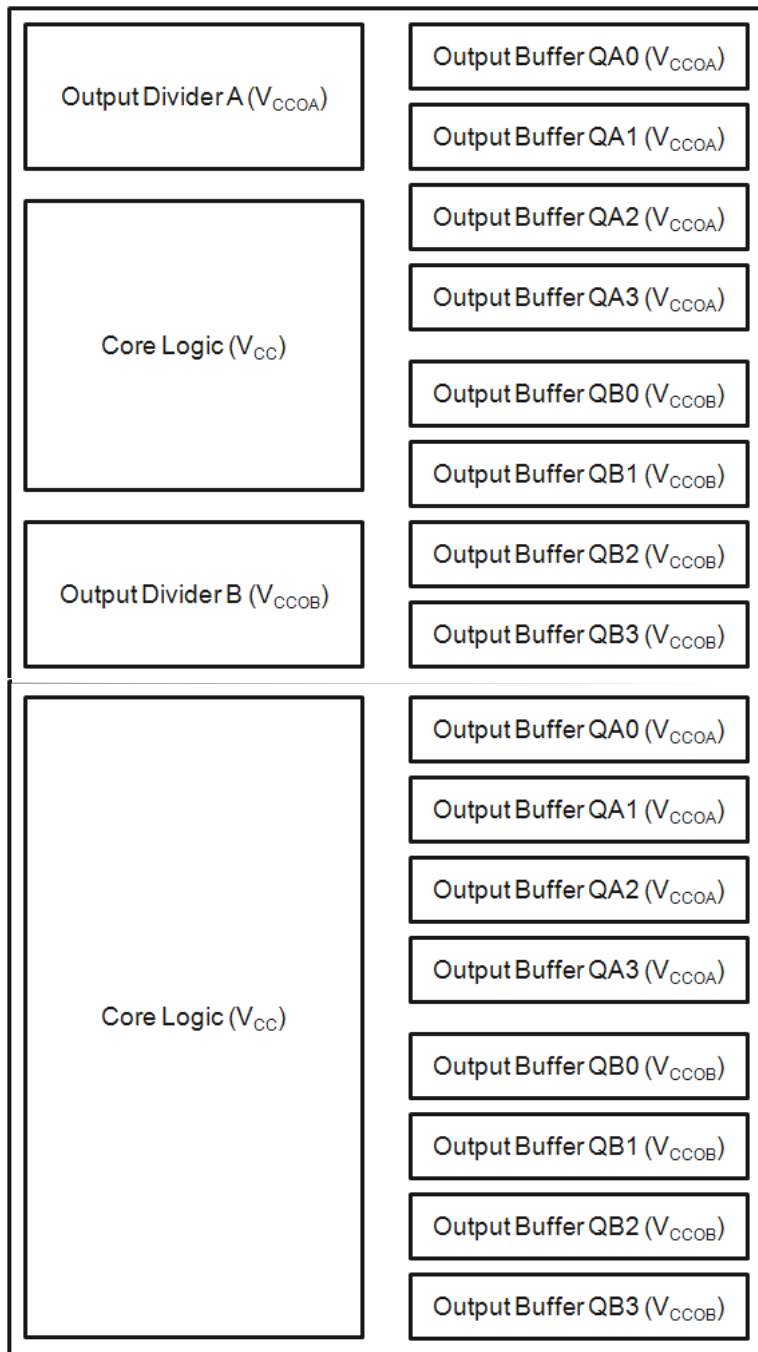 Output Divider A (VCCOA)
Core Logic (VCC)
Output Divider B (VCCOB)
Output Buffer QA0 (VCCOA)
Output Buffer QA1 (VCCOA)
Output Buffer QA2 (VCCOA)
Output Buffer QA3 (VCCOA)
Output Buffer QB0 (VCCOB)
Output Buffer QB1 (VCCOB)
Output Buffer QB2 (VCCOB)
Output Buffer QB3 (VCCOB)
Core Logic (VCC)
Output Buffer QA0 (VCCOA)
Output Buffer QA1 (VCCOA)
Output Buffer QA2 (VCCOA)
Output Buffer QA3 (VCCOA)
Output Buffer QB0 (VCCOB)
Output Buffer QB1 (VCCOB)
Output Buffer QB2 (VCCOB)
Output Buffer QB3 (VCCOB)